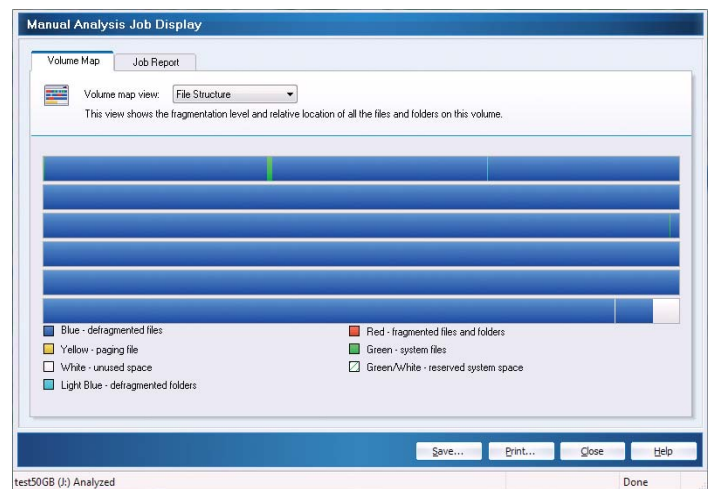 Manual Analysis Job Display
Volume Map Job Report
Volume map view: File Structure
This view shows the fragmentation level and relative location of all the files and folders on this volume.
Blue - defragmented files Red - fragmented files and folders
Yellow - paging file Green - system files
White - unused space Green/White - reserved system space
Light Blue - defragmented folders
Save... Print... Close Help
test50GB (J:) Analyzed Done